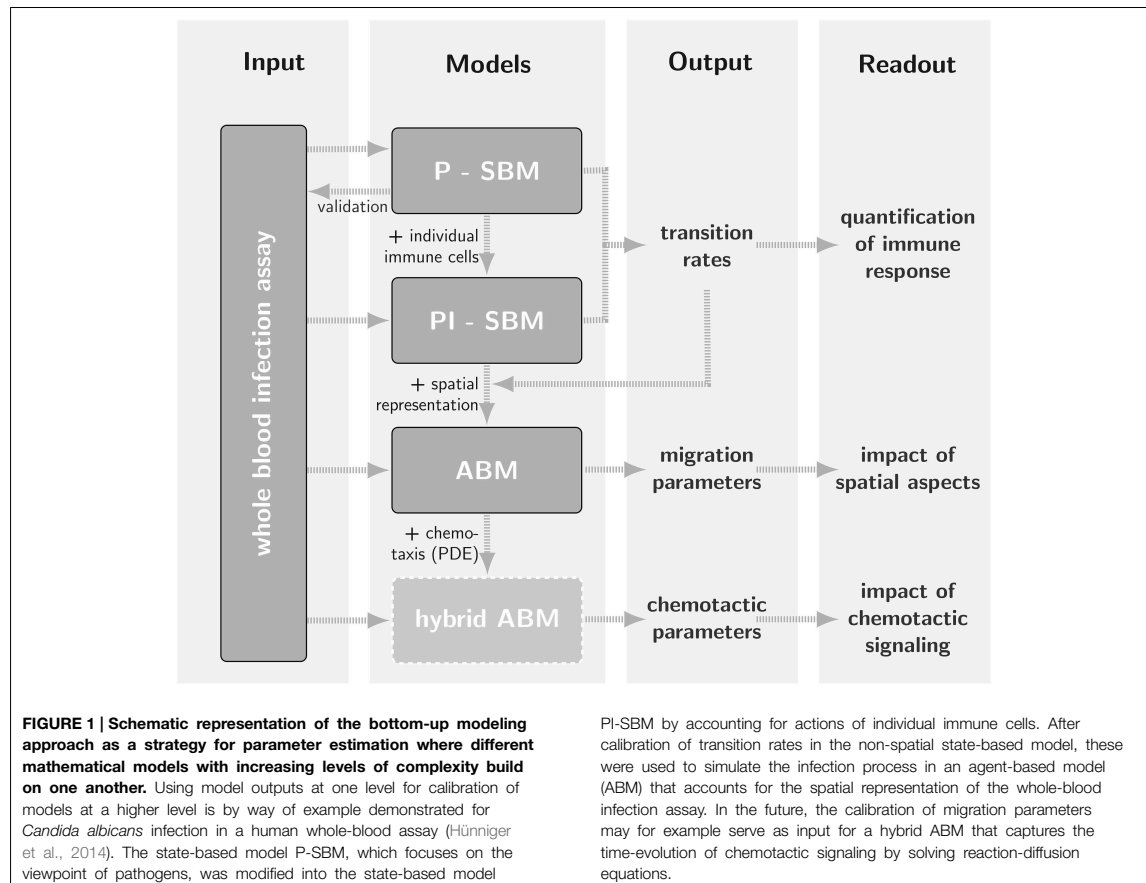 Input
Models
Output
Readout
whole blood infection assay
P - SBM
validation
+ individual
immune cells
PI - SBM
+ spatial
representation
ABM
+ chemo-
taxis (PDE)
hybrid ABM
transition
rates
migration
parameters
chemotactic
parameters
quantification
of immune
response
impact of
spatial aspects
impact of
chemotactic
signaling
FIGURE 1 | Schematic representation of the bottom-up modeling
approach as a strategy for parameter estimation where different
mathematical models with increasing levels of complexity build
on one another. Using model outputs at one level for calibration of
models at a higher level is by way of example demonstrated for
Candida albicans infection in a human whole-blood assay (Hünniger
et al., 2014). The state-based model P-SBM, which focuses on the
viewpoint of pathogens, was modified into the state-based model
PI-SBM by accounting for actions of individual immune cells. After
calibration of transition rates in the non-spatial state-based model, these
were used to simulate the infection process in an agent-based model
(ABM) that accounts for the spatial representation of the whole-blood
infection assay. In the future, the calibration of migration parameters
may for example serve as input for a hybrid ABM that captures the
time-evolution of chemotactic signaling by solving reaction-diffusion
equations.